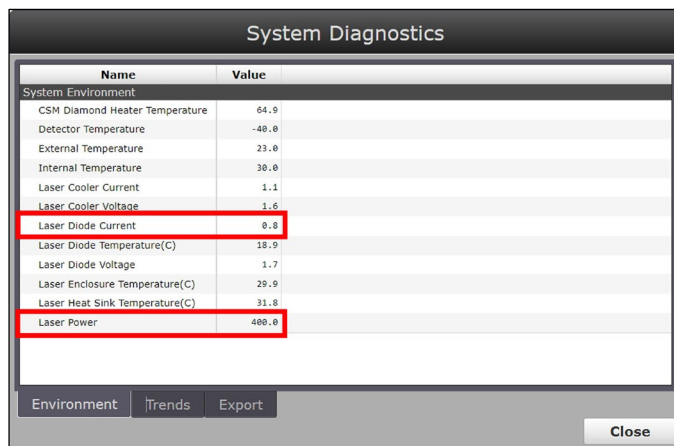 System Diagnostics
Name Value
System Environment
CSM Diamond Heater Temperature 64.9
Detector Temperature -40.0
External Temperature 23.0
Internal Temperature 30.0
Laser Cooler Current 1.1
Laser Cooler Voltage 1.6
Laser Diode Current 0.8
Laser Diode Temperature(C) 18.9
Laser Diode Voltage 1.7
Laser Enclosure Temperature(C) 29.9
Laser Heat Sink Temperature(C) 31.8
Laser Power 400.0
Environment Trends Export
Close